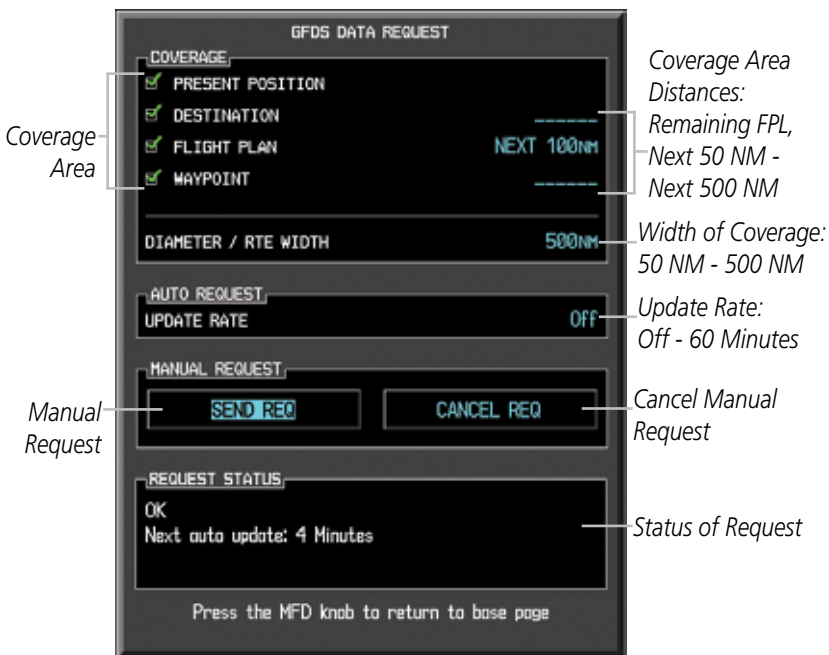 GFDS DATA REQUEST
COVERAGE
PRESENT POSITION
DESTINATION ______
FLIGHT PLAN NEXT 100NM
WAYPOINT ______
DIAMETER / RTE WIDTH 500NM
AUTO REQUEST
UPDATE RATE Off
MANUAL REQUEST
SEND REQ CANCEL REQ
REQUEST STATUS
OK
Next auto update: 4 Minutes
Press the MFD knob to return to base page
Coverage
Area
Manual
Request
Coverage Area
Distances:
Remaining FPL,
Next 50 NM -
Next 500 NM
Width of Coverage:
50 NM - 500 NM
Update Rate:
Off - 60 Minutes
Cancel Manual
Request
Status of Request